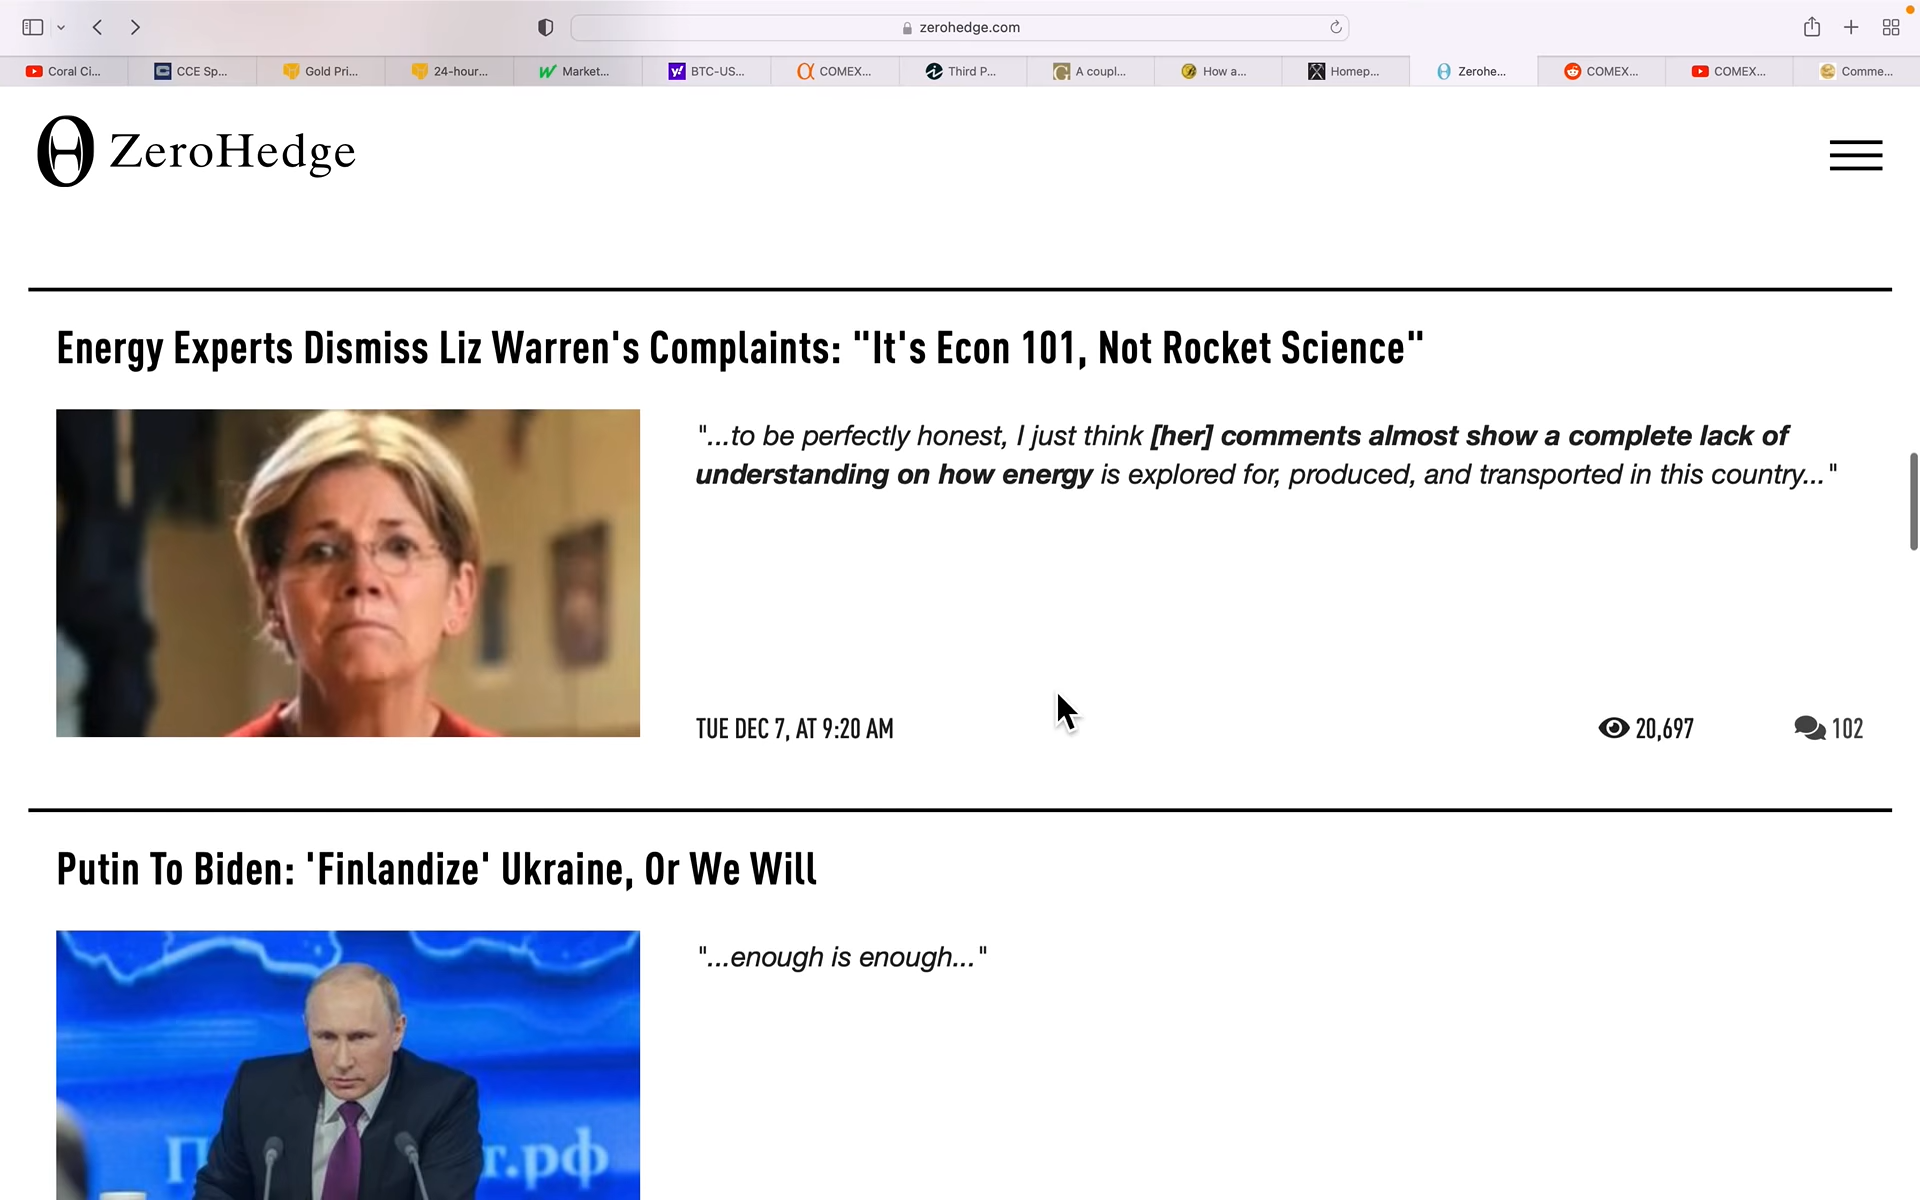 zerohedge.com
Coral Ci...
CCE Sp...
Gold Pri...
24-hour...
Market...
BTC-US...
COMEX...
Third P...
A coupl...
How a...
Homep...
Zerohe...
COMEX...
COMEX...
Comme...
ZeroHedge
Energy Experts Dismiss Liz Warren's Complaints: "It's Econ 101, Not Rocket Science"
"...to be perfectly honest, I just think [her] comments almost show a complete lack of
understanding on how energy is explored for, produced, and transported in this country..."
TUE DEC 7, AT 9:20 AM
20,697
102
Putin To Biden: 'Finlandize' Ukraine, Or We Will
"...enough is enough..."
т.рф